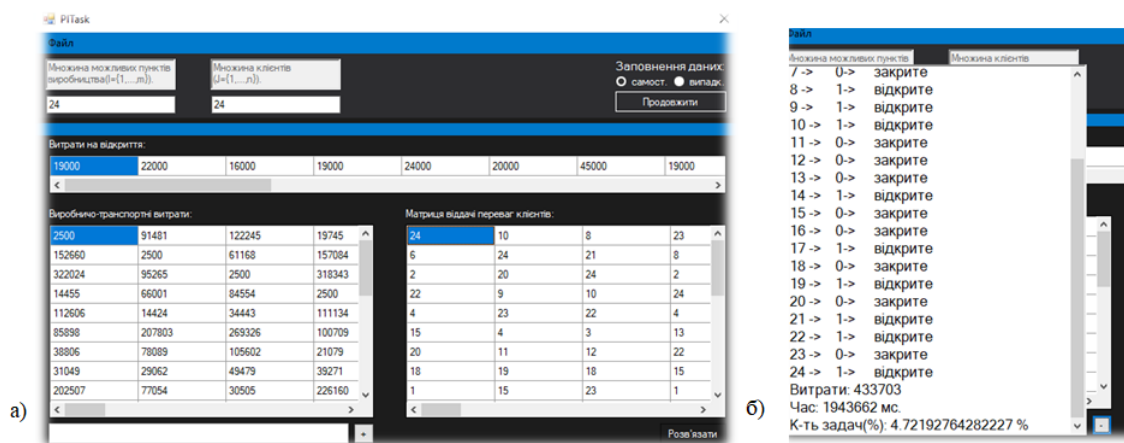 PITask
Файл
Множина можливих пунктів Множина клієнтів Заповнення даних:
виробництва(I={1,...,m}). (J={1,...,n}). самост. випадк.
24 24 Продовжити
Витрати на відкриття:
19000 22000 16000 19000 24000 20000 45000 19000
Виробничо-транспортні витрати: Матриця віддачі переваг клієнтів:
2500 91481 122245 19745 24 10 8 23
152660 2500 61168 157084 6 24 21 8
322024 95265 2500 318343 2 20 24 2
14455 66001 84554 2500 22 9 10 24
112606 14424 34443 111134 4 23 22 4
85898 207803 269326 100709 15 4 3 13
38806 78089 105602 21079 20 11 12 22
31049 29062 49479 39271 18 19 18 15
202507 77054 30505 226160 1 15 23 1
а) + Розв'язати
Файл
Множина можливих пунктів Множина клієнтів
7 -> 0-> закрите
8 -> 1-> відкрите
9 -> 1-> відкрите
10 -> 1-> відкрите
11 -> 0-> закрите
12 -> 0-> закрите
13 -> 0-> закрите
14 -> 1-> відкрите
15 -> 0-> закрите
16 -> 0-> закрите
17 -> 1-> відкрите
18 -> 0-> закрите
19 -> 1-> відкрите
20 -> 0-> закрите
21 -> 1-> відкрите
22 -> 1-> відкрите
23 -> 0-> закрите
24 -> 1-> відкрите
Витрати: 433703
б) Час: 1943662 мс.
К-ть задач(%): 4.72192764282227 % -